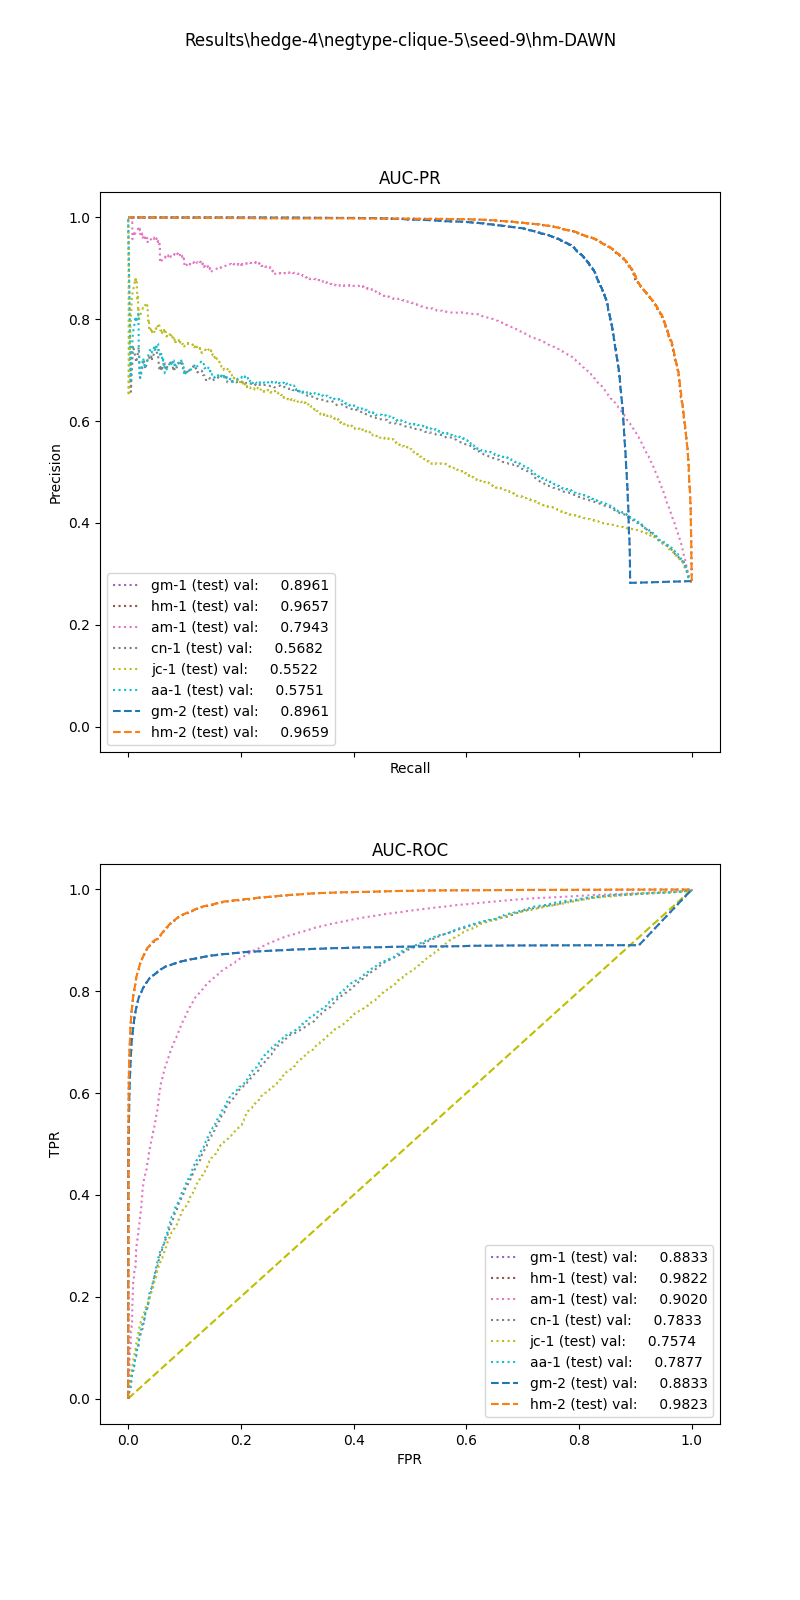 Results\hedge-4\negtype-clique-5\seed-9\hm-DAWN
AUC-PR
1.0
0.8
0.6
0.4
0.2
0.0
Precision
gm-1 (test) val: 0.8961
hm-1 (test) val: 0.9657
am-1 (test) val: 0.7943
cn-1 (test) val: 0.5682
jc-1 (test) val: 0.5522
aa-1 (test) val: 0.5751
gm-2 (test) val: 0.8961
hm-2 (test) val: 0.9659
Recall
AUC-ROC
1.0
0.8
0.6
0.4
0.2
0.0
TPR
gm-1 (test) val: 0.8833
hm-1 (test) val: 0.9822
am-1 (test) val: 0.9020
cn-1 (test) val: 0.7833
jc-1 (test) val: 0.7574
aa-1 (test) val: 0.7877
gm-2 (test) val: 0.8833
hm-2 (test) val: 0.9823
0.0 0.2 0.4 0.6 0.8 1.0
FPR